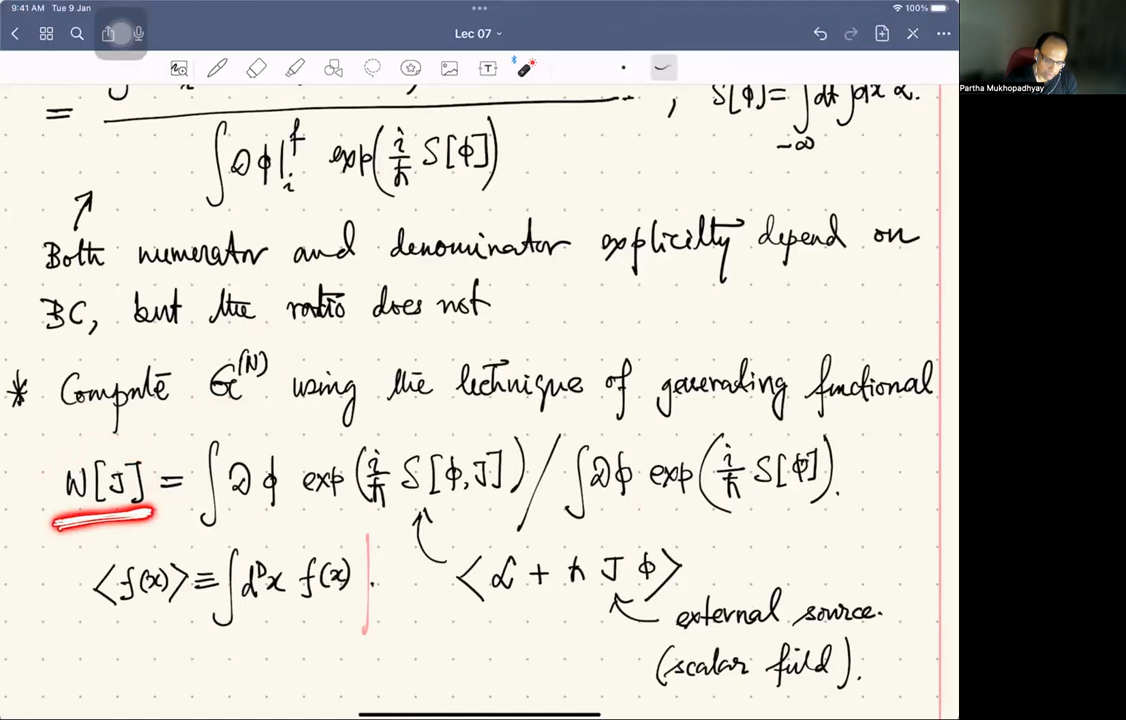 9:41 AM Tue 9 Jan
100%
Lec 07
Partha Mukhopadhyay
= , S[φ] = ∫ dt ∫ dx ℒ.
-∞
∫ 𝒟φ|ᵢᶠ exp(i/ħ S[φ])
Both numerator and denominator explicitly depend on
BC, but the ratio does not
* Compute G^(N) using the technique of generating functional
W[J] = ∫ 𝒟φ exp(i/ħ S[φ,J]) / ∫ 𝒟φ exp(i/ħ S[φ]).
<f(x)> ≡ ∫ d^D x f(x) . <ℒ + ħ J φ>
external source.
(scalar field).